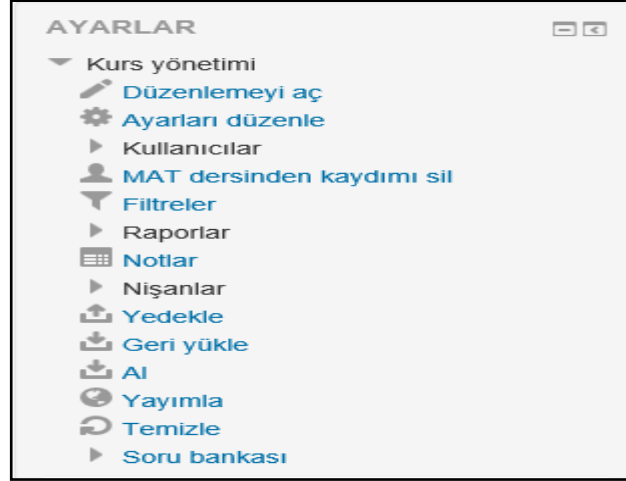 AYARLAR
Kurs yönetimi
Düzenlemeyi aç
Ayarları düzenle
Kullanıcılar
MAT dersinden kaydımı sil
Filtreler
Raporlar
Notlar
Nişanlar
Yedekle
Geri yükle
Al
Yayımla
Temizle
Soru bankası